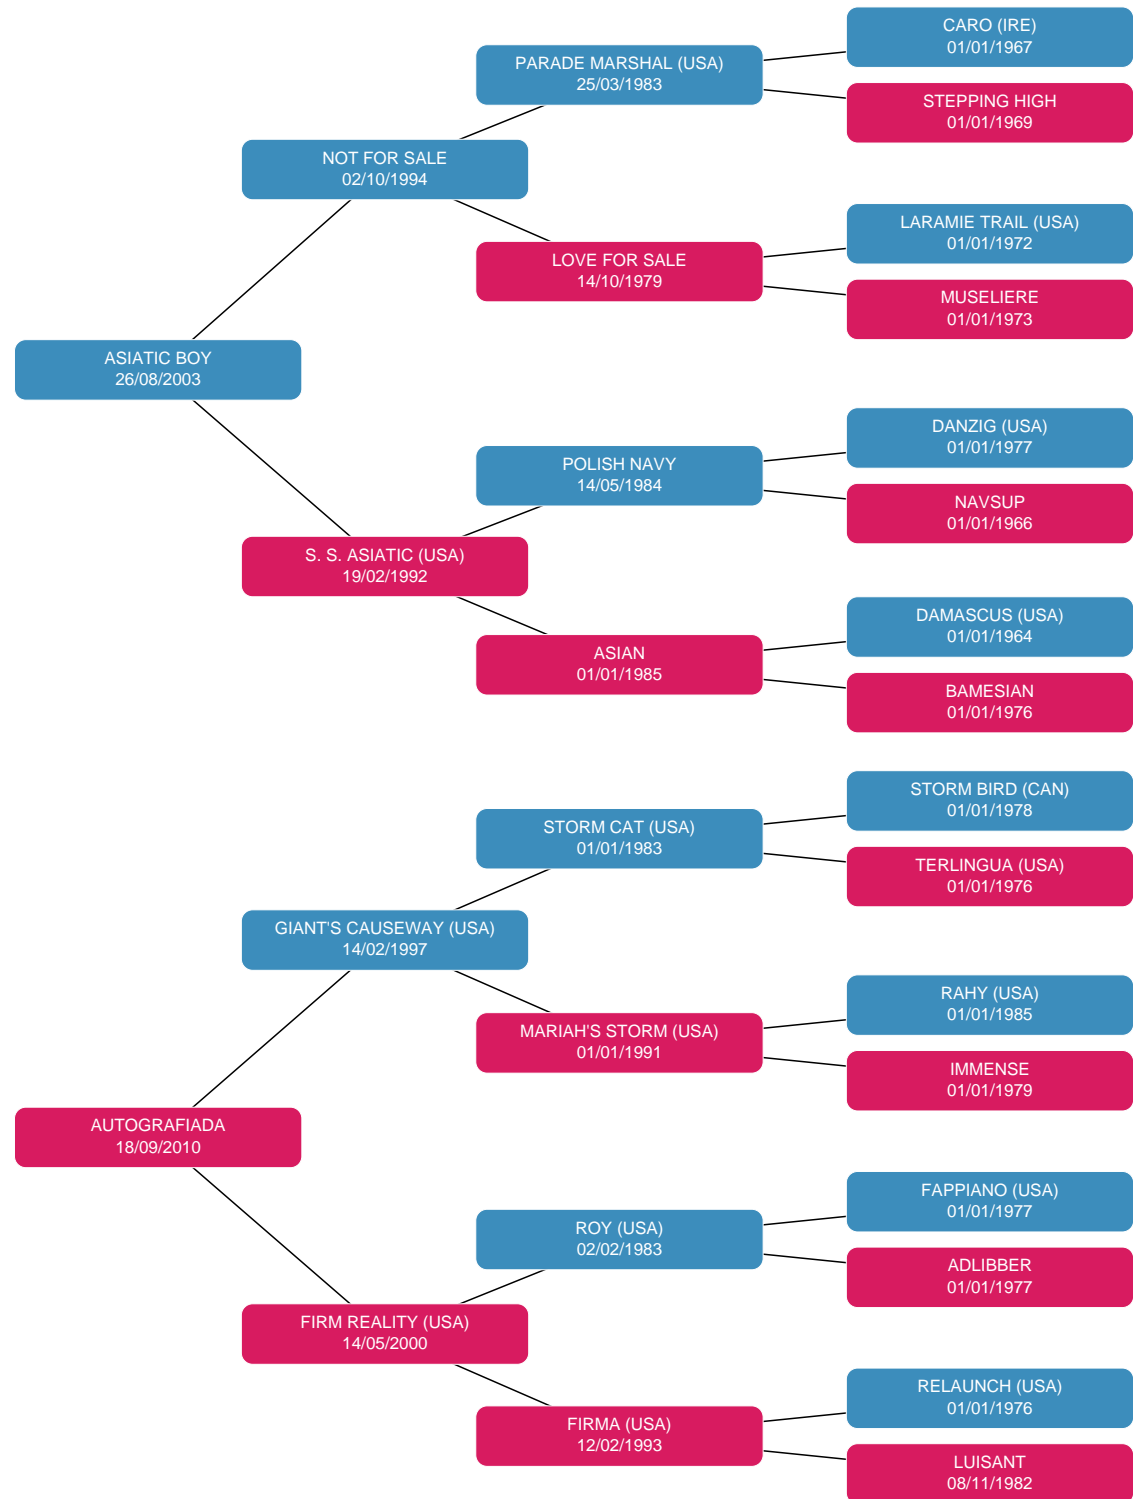 CARO (IRE)
01/01/1967
PARADE MARSHAL (USA)
25/03/1983
STEPPING HIGH
01/01/1969
NOT FOR SALE
02/10/1994
LARAMIE TRAIL (USA)
01/01/1972
LOVE FOR SALE
14/10/1979
MUSELIERE
01/01/1973
ASIATIC BOY
26/08/2003
DANZIG (USA)
01/01/1977
POLISH NAVY
14/05/1984
NAVSUP
01/01/1966
S. S. ASIATIC (USA)
19/02/1992
DAMASCUS (USA)
01/01/1964
ASIAN
01/01/1985
BAMESIAN
01/01/1976
STORM BIRD (CAN)
01/01/1978
STORM CAT (USA)
01/01/1983
TERLINGUA (USA)
01/01/1976
GIANT'S CAUSEWAY (USA)
14/02/1997
RAHY (USA)
01/01/1985
MARIAH'S STORM (USA)
01/01/1991
IMMENSE
01/01/1979
AUTOGRAFIADA
18/09/2010
FAPPIANO (USA)
01/01/1977
ROY (USA)
02/02/1983
ADLIBBER
01/01/1977
FIRM REALITY (USA)
14/05/2000
RELAUNCH (USA)
01/01/1976
FIRMA (USA)
12/02/1993
LUISANT
08/11/1982